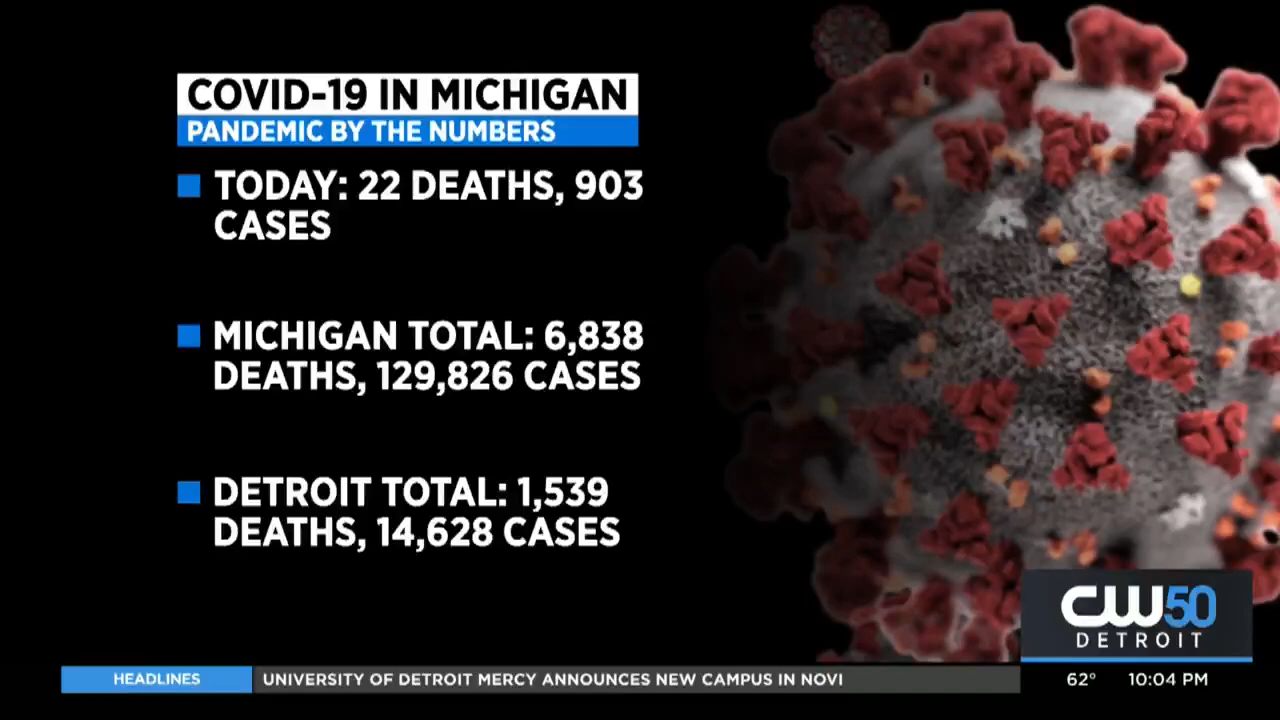 COVID-19 IN MICHIGAN
PANDEMIC BY THE NUMBERS
TODAY: 22 DEATHS, 903
CASES
MICHIGAN TOTAL: 6,838
DEATHS, 129,826 CASES
DETROIT TOTAL: 1,539
DEATHS, 14,628 CASES
CW50
DETROIT
HEADLINES
UNIVERSITY OF DETROIT MERCY ANNOUNCES NEW CAMPUS IN NOVI
62° 10:04 PM